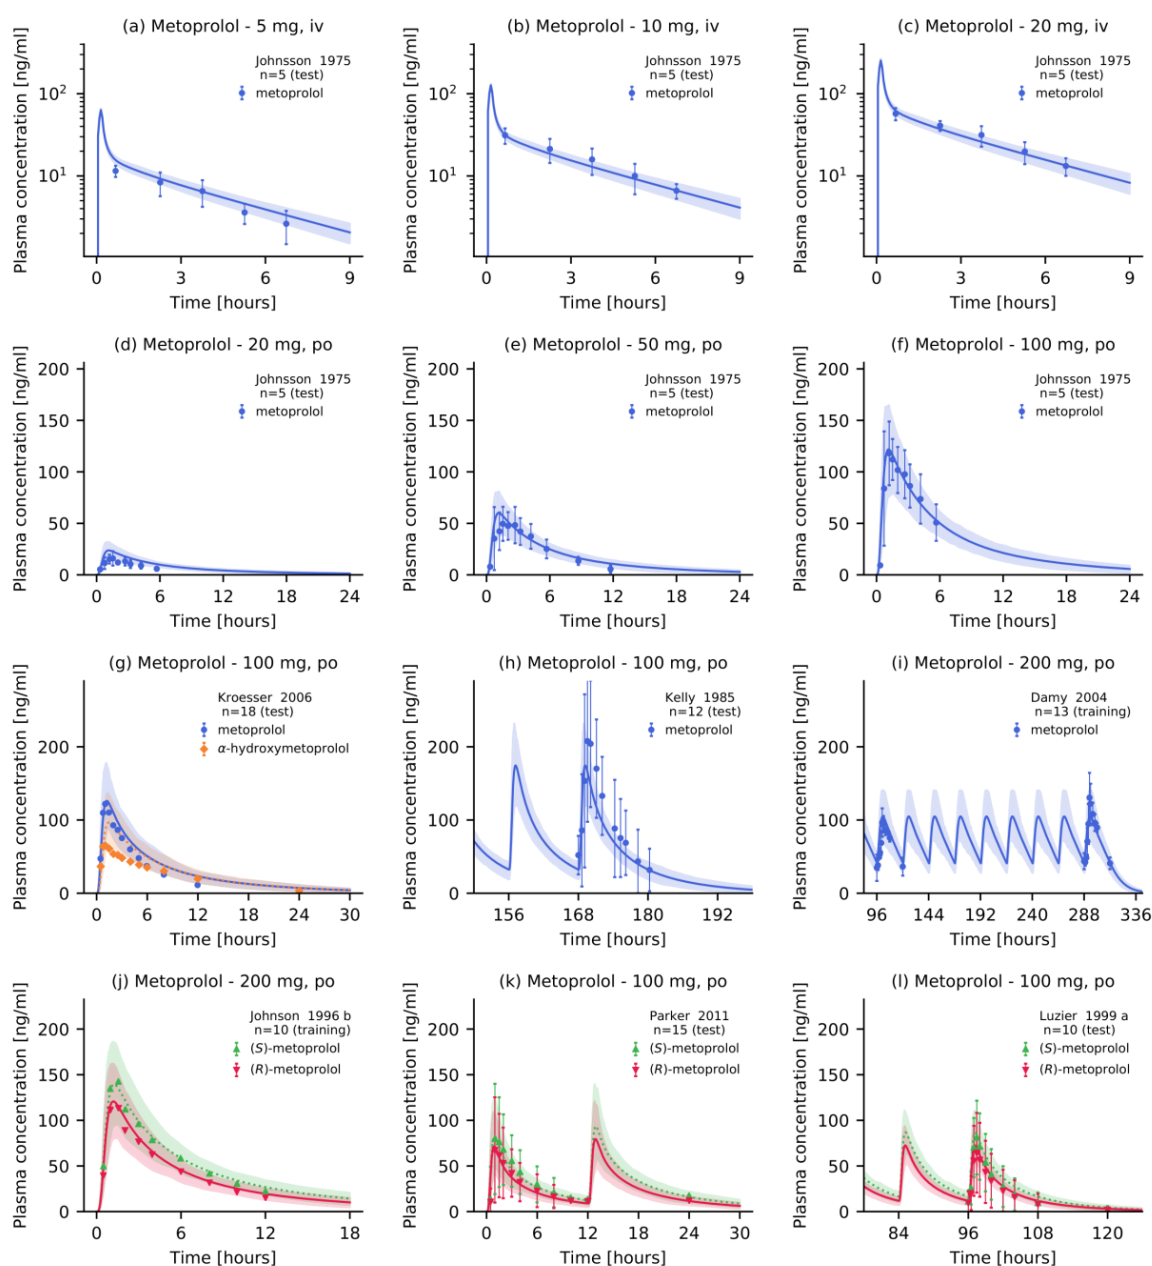 (a) Metoprolol - 5 mg, iv
Plasma concentration [ng/ml]
10²
10¹
Johnsson 1975
n=5 (test)
metoprolol
0 3 6 9
Time [hours]
(b) Metoprolol - 10 mg, iv
Plasma concentration [ng/ml]
10²
10¹
Johnsson 1975
n=5 (test)
metoprolol
0 3 6 9
Time [hours]
(c) Metoprolol - 20 mg, iv
Plasma concentration [ng/ml]
10²
10¹
Johnsson 1975
n=5 (test)
metoprolol
0 3 6 9
Time [hours]
(d) Metoprolol - 20 mg, po
Plasma concentration [ng/ml]
200
150
100
50
0
Johnsson 1975
n=5 (test)
metoprolol
0 6 12 18 24
Time [hours]
(e) Metoprolol - 50 mg, po
Plasma concentration [ng/ml]
200
150
100
50
0
Johnsson 1975
n=5 (test)
metoprolol
0 6 12 18 24
Time [hours]
(f) Metoprolol - 100 mg, po
Plasma concentration [ng/ml]
200
150
100
50
0
Johnsson 1975
n=5 (test)
metoprolol
0 6 12 18 24
Time [hours]
(g) Metoprolol - 100 mg, po
Plasma concentration [ng/ml]
200
150
100
50
0
Kroesser 2006
n=18 (test)
metoprolol
α-hydroxymetoprolol
0 6 12 18 24 30
Time [hours]
(h) Metoprolol - 100 mg, po
Plasma concentration [ng/ml]
200
150
100
50
0
Kelly 1985
n=12 (test)
metoprolol
156 168 180 192
Time [hours]
(i) Metoprolol - 200 mg, po
Plasma concentration [ng/ml]
200
150
100
50
0
Damy 2004
n=13 (training)
metoprolol
96 144 192 240 288 336
Time [hours]
(j) Metoprolol - 200 mg, po
Plasma concentration [ng/ml]
200
150
100
50
0
Johnson 1996 b
n=10 (training)
(S)-metoprolol
(R)-metoprolol
0 6 12 18
Time [hours]
(k) Metoprolol - 100 mg, po
Plasma concentration [ng/ml]
200
150
100
50
0
Parker 2011
n=15 (test)
(S)-metoprolol
(R)-metoprolol
0 6 12 18 24 30
Time [hours]
(l) Metoprolol - 100 mg, po
Plasma concentration [ng/ml]
200
150
100
50
0
Luzier 1999 a
n=10 (test)
(S)-metoprolol
(R)-metoprolol
84 96 108 120
Time [hours]